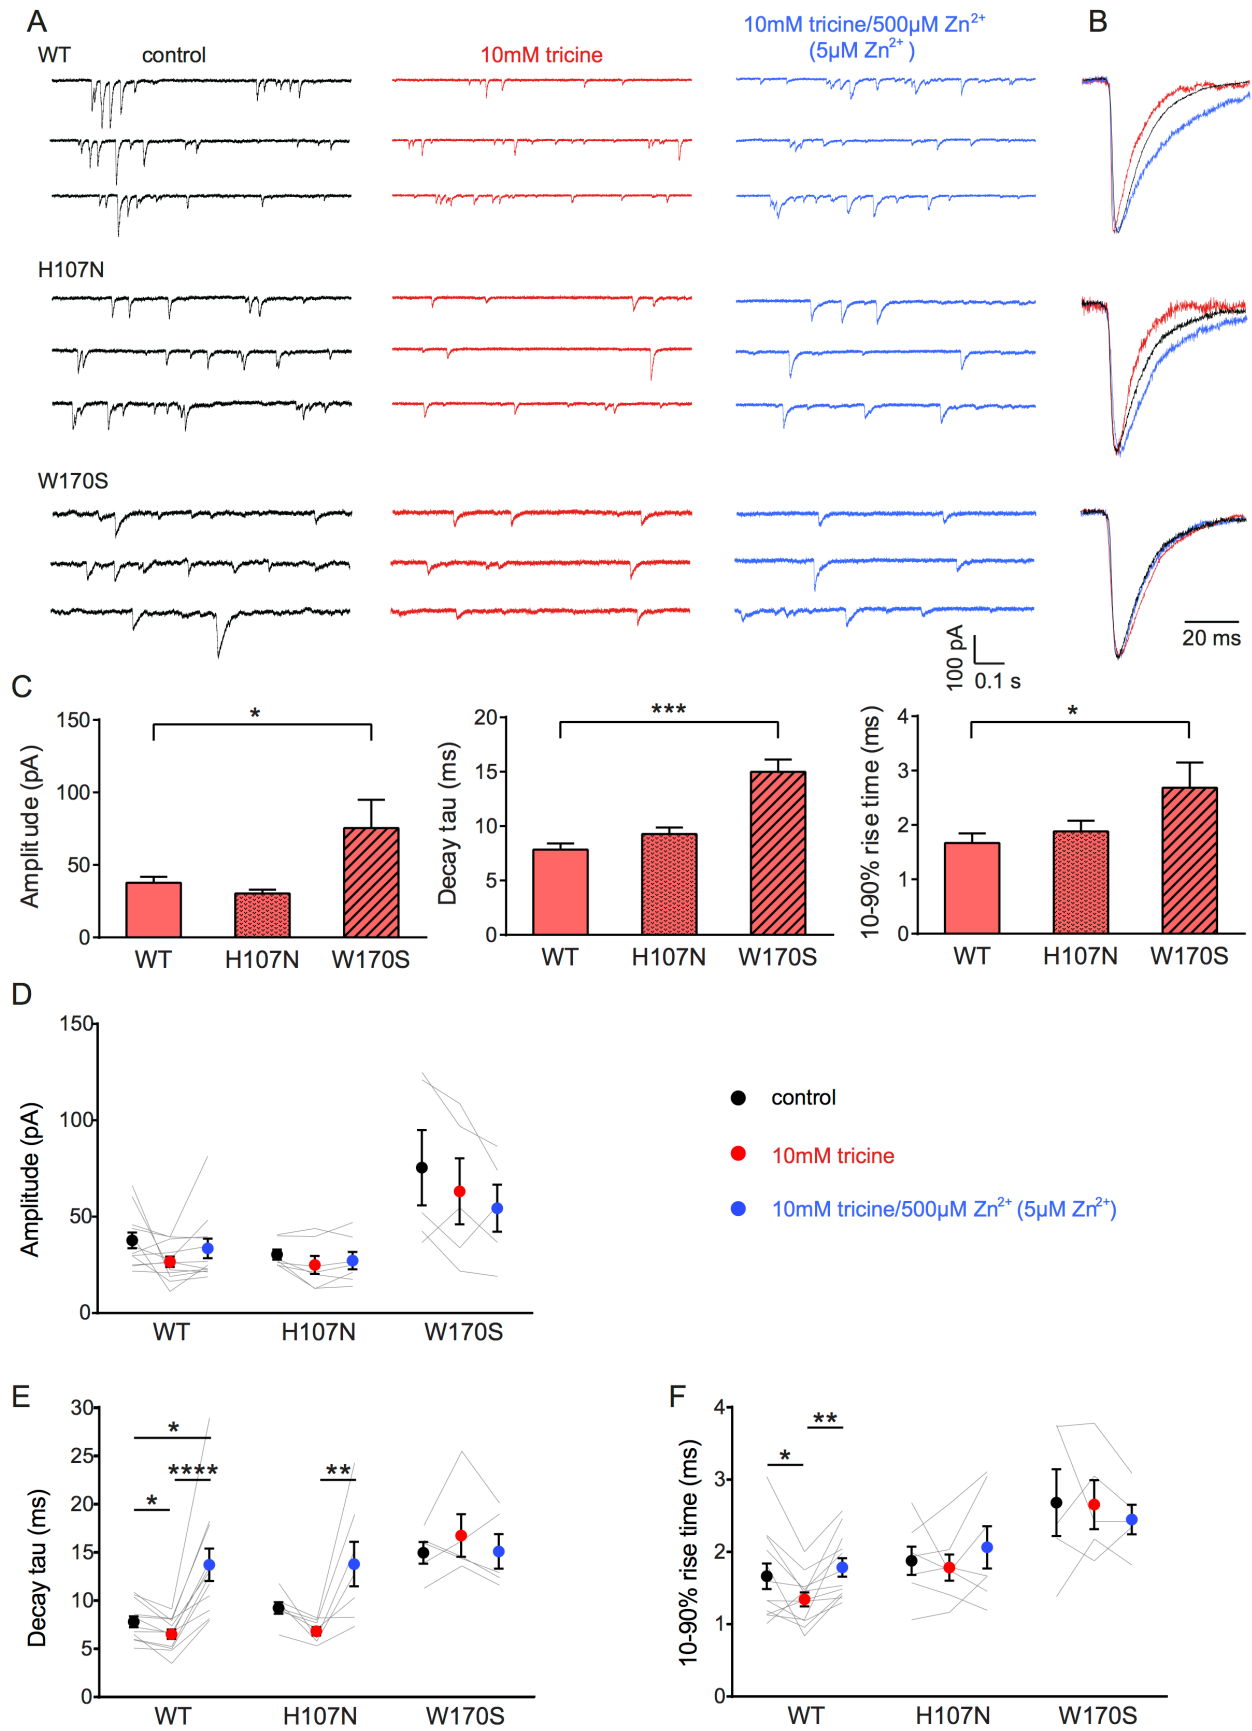 A
WT
control
10mM tricine
10mM tricine/500µM Zn²⁺
(5µM Zn²⁺ )
B
H107N
W170S
100 pA
0.1 s
20 ms
C
Amplitude (pA)
150
100
50
0
*
WT
H107N
W170S
Decay tau (ms)
20
15
10
5
0
***
WT
H107N
W170S
10-90% rise time (ms)
4
3
2
1
0
*
WT
H107N
W170S
D
Amplitude (pA)
150
100
50
0
WT
H107N
W170S
control
10mM tricine
10mM tricine/500µM Zn²⁺ (5µM Zn²⁺)
E
Decay tau (ms)
30
25
20
15
10
5
0
*
****
*
**
WT
H107N
W170S
F
10-90% rise time (ms)
4
3
2
1
0
**
*
WT
H107N
W170S